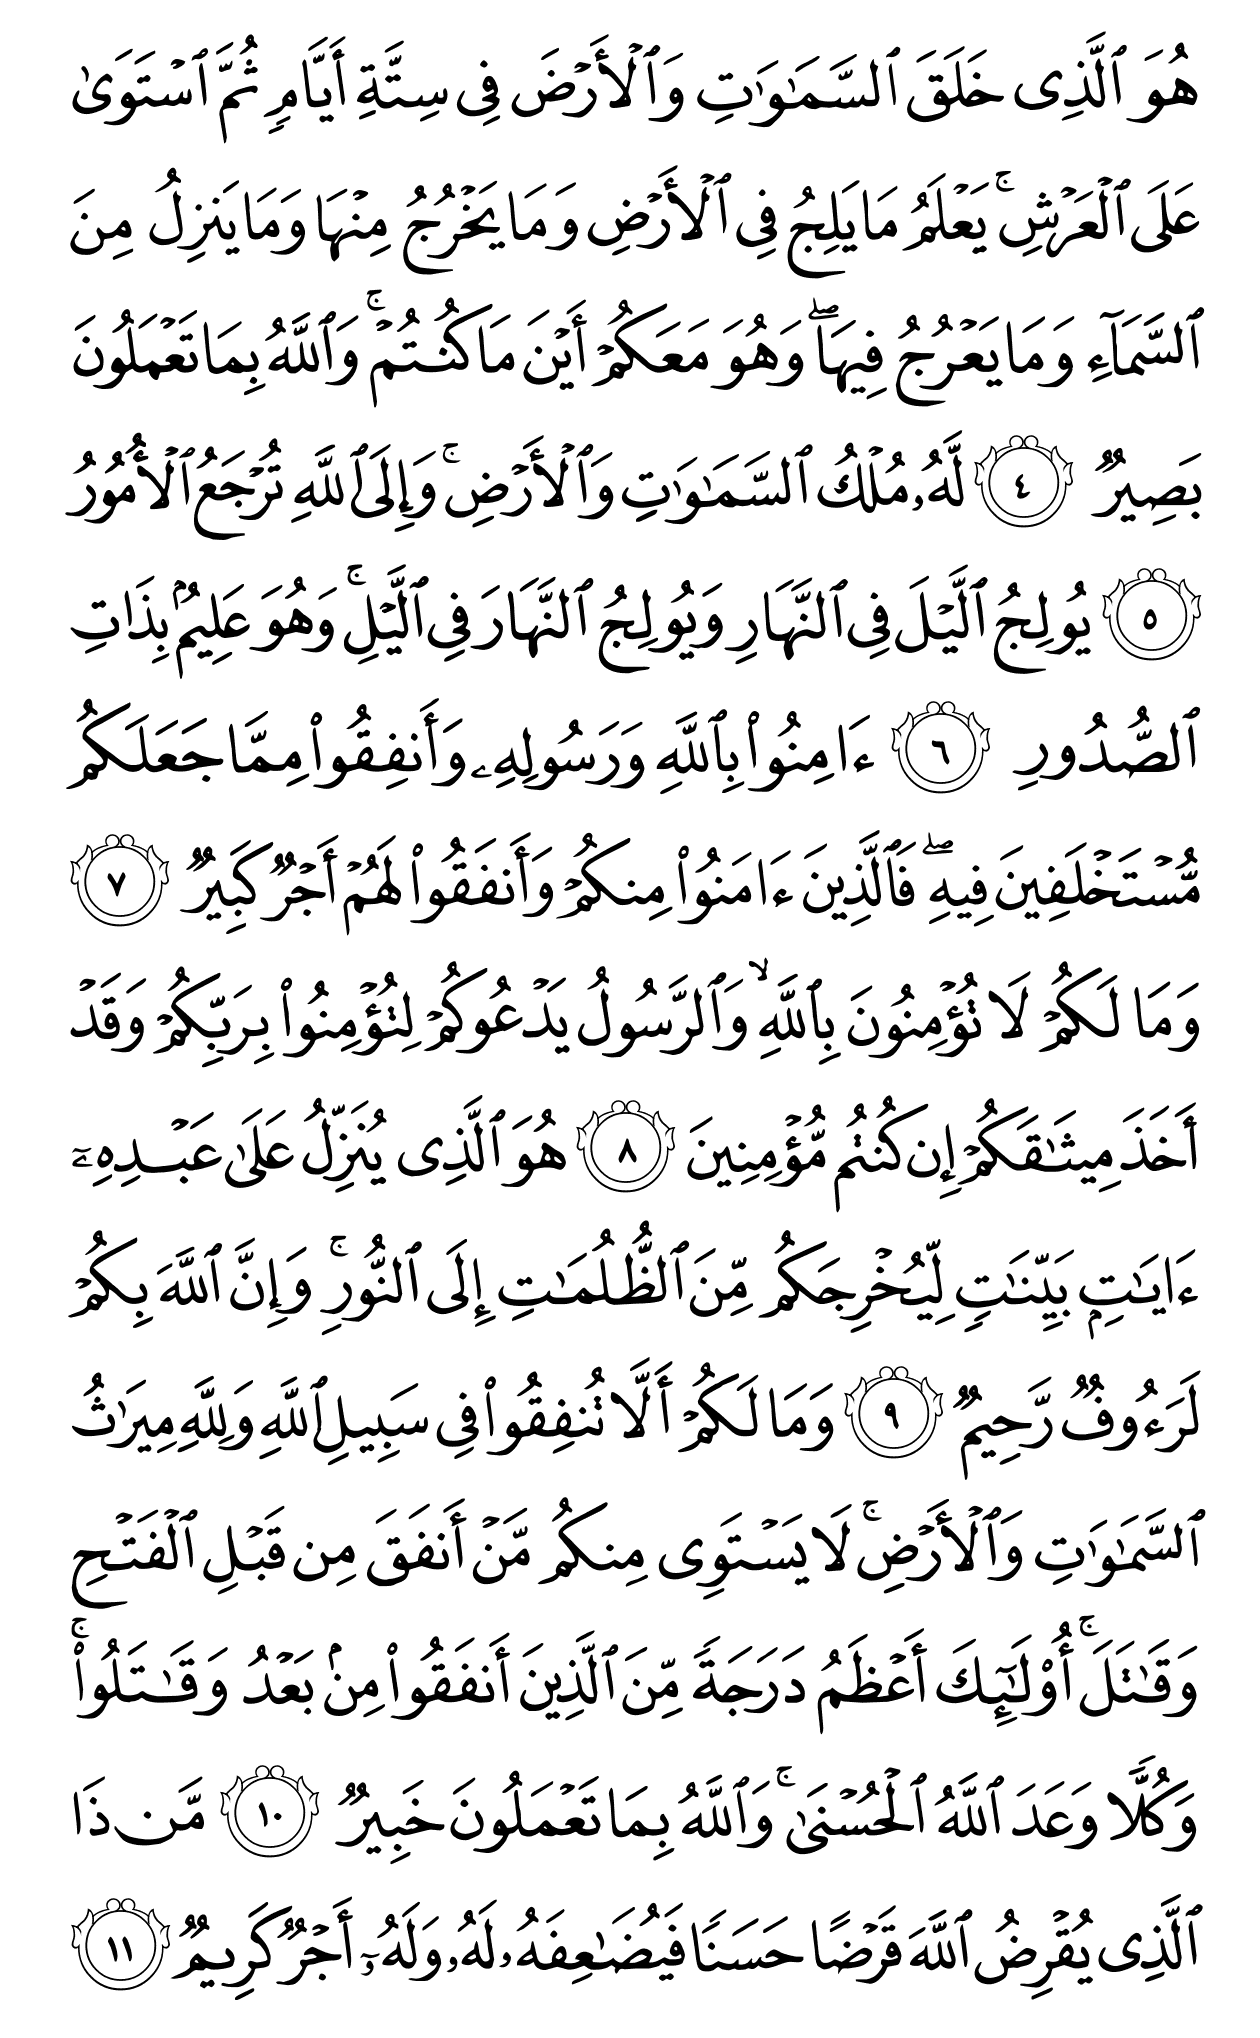 هُوَ ٱلَّذِى خَلَقَ ٱلسَّمَـٰوَٰتِ وَٱلْأَرْضَ فِى سِتَّةِ أَيَّامٍ ثُمَّ ٱسْتَوَىٰ
عَلَى ٱلْعَرْشِ ۚ يَعْلَمُ مَا يَلِجُ فِى ٱلْأَرْضِ وَمَا يَخْرُجُ مِنْهَا وَمَا يَنزِلُ مِنَ
ٱلسَّمَآءِ وَمَا يَعْرُجُ فِيهَا ۖ وَهُوَ مَعَكُمْ أَيْنَ مَا كُنتُمْ ۚ وَٱللَّهُ بِمَا تَعْمَلُونَ
بَصِيرٌ ٤ لَّهُۥ مُلْكُ ٱلسَّمَـٰوَٰتِ وَٱلْأَرْضِ ۚ وَإِلَى ٱللَّهِ تُرْجَعُ ٱلْأُمُورُ
٥ يُولِجُ ٱلَّيْلَ فِى ٱلنَّهَارِ وَيُولِجُ ٱلنَّهَارَ فِى ٱلَّيْلِ ۚ وَهُوَ عَلِيمٌۢ بِذَاتِ
ٱلصُّدُورِ ٦ ءَامِنُوا۟ بِٱللَّهِ وَرَسُولِهِۦ وَأَنفِقُوا۟ مِمَّا جَعَلَكُم
مُّسْتَخْلَفِينَ فِيهِ ۖ فَٱلَّذِينَ ءَامَنُوا۟ مِنكُمْ وَأَنفَقُوا۟ لَهُمْ أَجْرٌ كَبِيرٌ ٧
وَمَا لَكُمْ لَا تُؤْمِنُونَ بِٱللَّهِ ۙ وَٱلرَّسُولُ يَدْعُوكُمْ لِتُؤْمِنُوا۟ بِرَبِّكُمْ وَقَدْ
أَخَذَ مِيثَـٰقَكُمْ إِن كُنتُم مُّؤْمِنِينَ ٨ هُوَ ٱلَّذِى يُنَزِّلُ عَلَىٰ عَبْدِهِۦٓ
ءَايَـٰتٍۭ بَيِّنَـٰتٍ لِّيُخْرِجَكُم مِّنَ ٱلظُّلُمَـٰتِ إِلَى ٱلنُّورِ ۚ وَإِنَّ ٱللَّهَ بِكُمْ
لَرَءُوفٌ رَّحِيمٌ ٩ وَمَا لَكُمْ أَلَّا تُنفِقُوا۟ فِى سَبِيلِ ٱللَّهِ وَلِلَّهِ مِيرَٰثُ
ٱلسَّمَـٰوَٰتِ وَٱلْأَرْضِ ۚ لَا يَسْتَوِى مِنكُم مَّنْ أَنفَقَ مِن قَبْلِ ٱلْفَتْحِ
وَقَـٰتَلَ ۚ أُو۟لَـٰٓئِكَ أَعْظَمُ دَرَجَةً مِّنَ ٱلَّذِينَ أَنفَقُوا۟ مِنۢ بَعْدُ وَقَـٰتَلُوا۟ ۚ
وَكُلًّا وَعَدَ ٱللَّهُ ٱلْحُسْنَىٰ ۚ وَٱللَّهُ بِمَا تَعْمَلُونَ خَبِيرٌ ١٠ مَّن ذَا
ٱلَّذِى يُقْرِضُ ٱللَّهَ قَرْضًا حَسَنًا فَيُضَـٰعِفَهُۥ لَهُۥ وَلَهُۥٓ أَجْرٌ كَرِيمٌ ١١